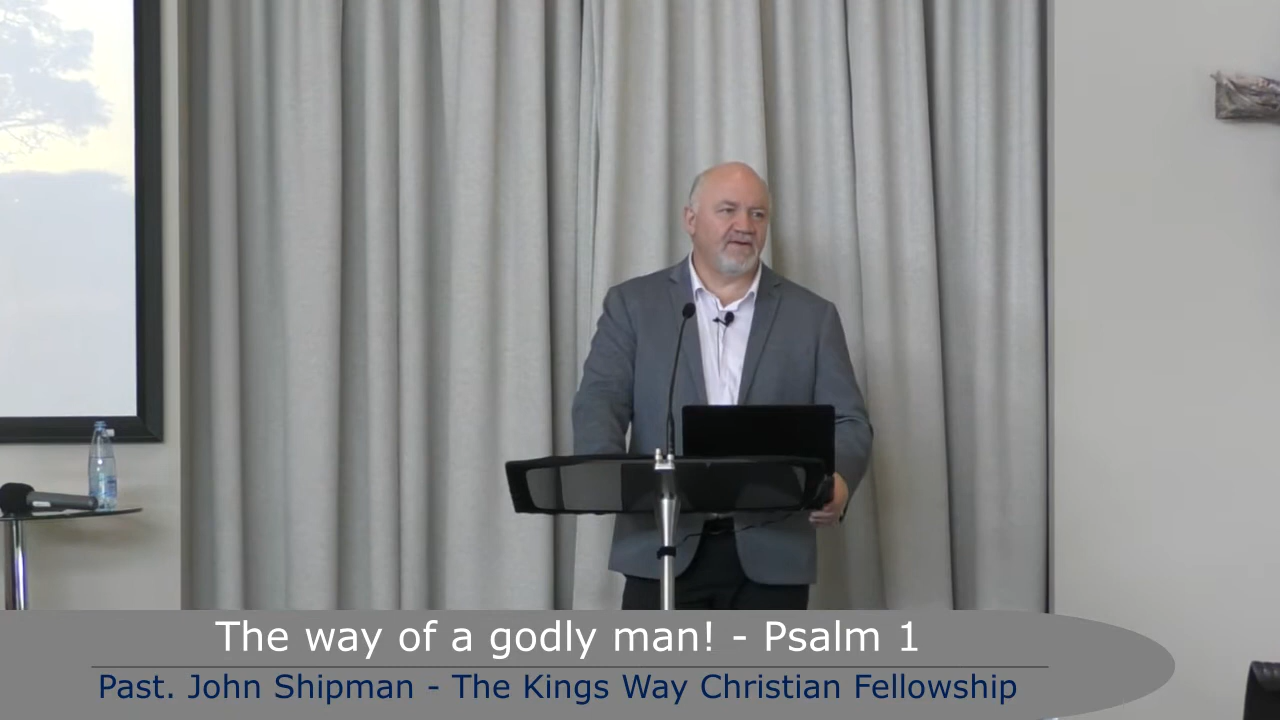 The way of a godly man! - Psalm 1
Past. John Shipman - The Kings Way Christian Fellowship